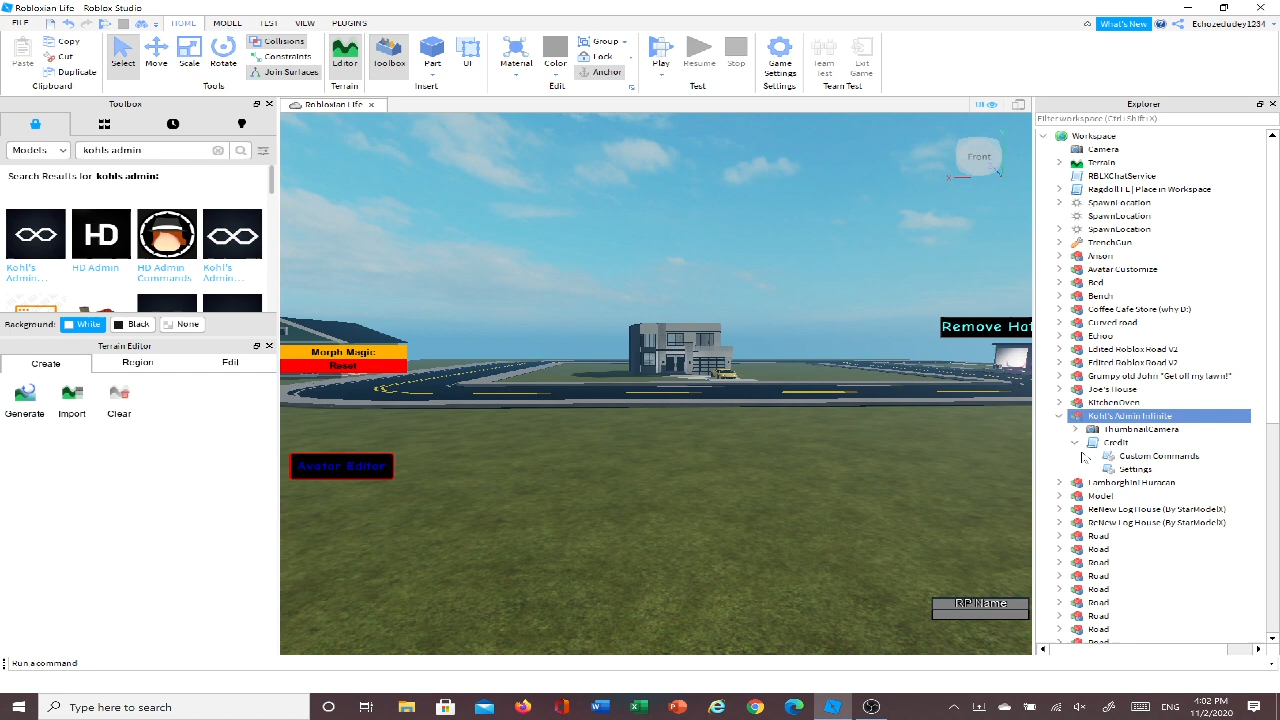 Robloxian Life - Roblox Studio
FILE HOME MODEL TEST VIEW PLUGINS What's New Echozedudey1234
Paste Copy Cut Duplicate
Select Move Scale Rotate
Collisions Constraints Join Surfaces
Editor Toolbox Part UI
Material Color Group Lock Anchor
Play Resume Stop
Game Settings
Team Test
Exit Game
Clipboard Tools Terrain Insert Edit Test Settings Team Test
Toolbox
Models kohls admin
Search Results for kohls admin:
Kohl's Admin...
HD
HD Admin
HD Admin Commands
Kohl's Admin...
Background: White Black None
Terrain Editor
Create Region Edit
Generate Import Clear
Robloxian Life
Front
X
Morph Magic:
Reset
Remove Hat
Avatar Editor
RP Name
Explorer
Filter workspace (Ctrl+Shift+X)
Workspace
Camera
Terrain
RBLXChatService
Ragdoll FE | Place in Workspace
SpawnLocation
SpawnLocation
SpawnLocation
TrenchGun
Anson
Avatar Customize
Bed
Bench
Coffee Cafe Store (why D:)
Curved road
Echoo
Edited Roblox Road V2
Edited Roblox Road V2
Grumpy old John "Get off my lawn!"
Joe's House
KitchenOven
Kohl's Admin Infinite
ThumbnailCamera
Credit
Custom Commands
Settings
Lamborghini Huracan
Model
ReNew Log House (By StarModelX)
ReNew Log House (By StarModelX)
Road
Road
Road
Road
Road
Road
Road
Road
Road
Run a command
Type here to search
ENG
4:02 PM
11/2/2020